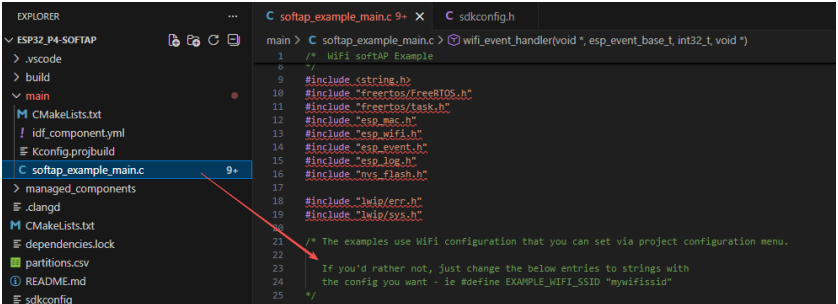 EXPLORER
ESP32_P4-SOFTAP
.vscode
build
main
CMakeLists.txt
idf_component.yml
Kconfig.projbuild
softap_example_main.c 9+
managed_components
.clangd
CMakeLists.txt
dependencies.lock
partitions.csv
README.md
sdkconfig
softap_example_main.c 9+
sdkconfig.h
main > C softap_example_main.c > wifi_event_handler(void *, esp_event_base_t, int32_t, void *)
1 /* WiFi softAP Example
8 */
9 #include <string.h>
10 #include "freertos/FreeRTOS.h"
11 #include "freertos/task.h"
12 #include "esp_mac.h"
13 #include "esp_wifi.h"
14 #include "esp_event.h"
15 #include "esp_log.h"
16 #include "nvs_flash.h"
17
18 #include "lwip/err.h"
19 #include "lwip/sys.h"
20
21 /* The examples use WiFi configuration that you can set via project configuration menu.
22
23 If you'd rather not, just change the below entries to strings with
24 the config you want - ie #define EXAMPLE_WIFI_SSID "mywifissid"
25 */